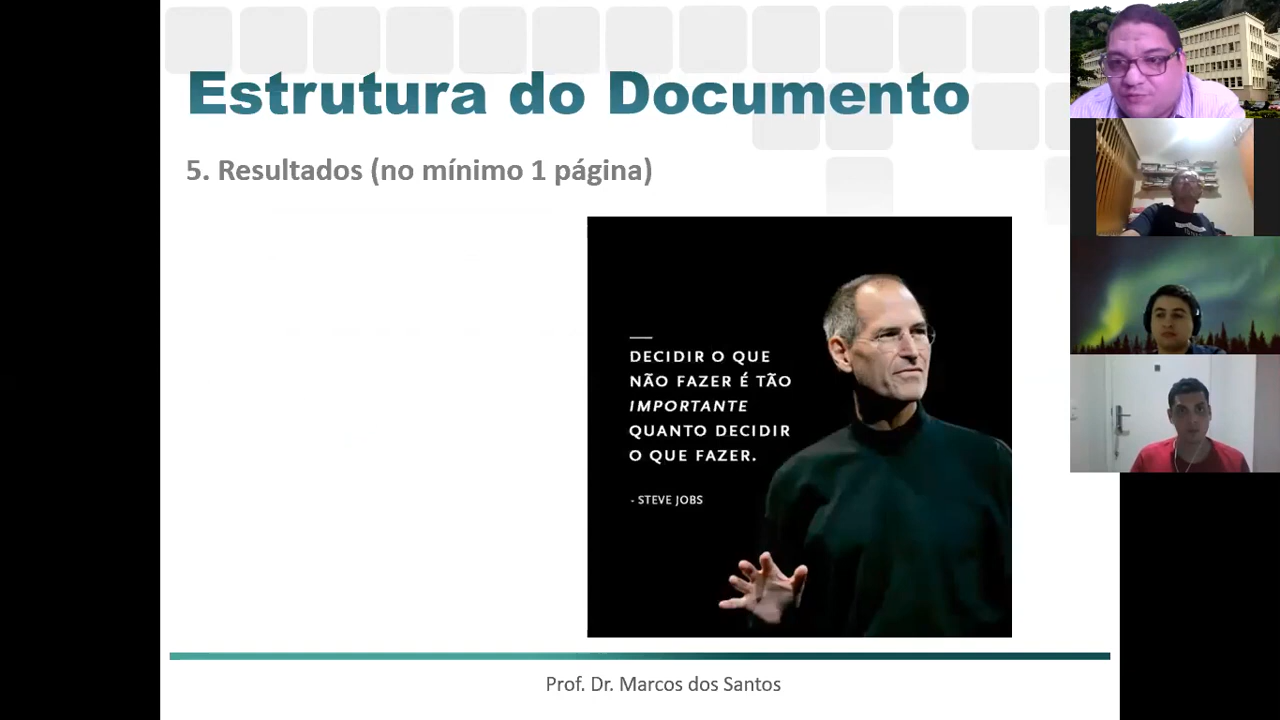 Estrutura do Documento
5. Resultados (no mínimo 1 página)
DECIDIR O QUE
NÃO FAZER É TÃO
IMPORTANTE
QUANTO DECIDIR
O QUE FAZER.
- STEVE JOBS
Prof. Dr. Marcos dos Santos